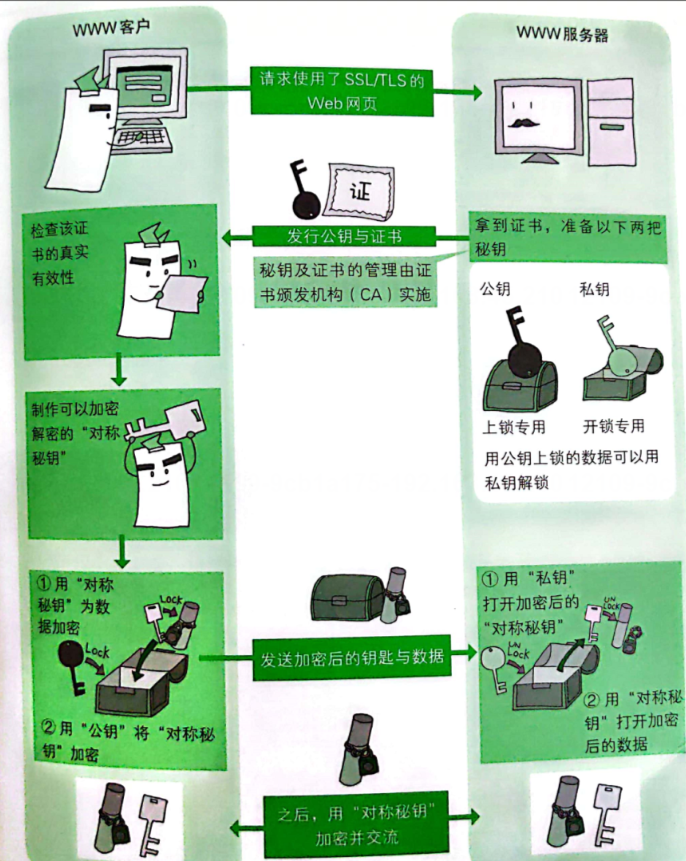 WWW客户
WWW服务器
请求使用了SSL/TLS的
Web网页
证
发行公钥与证书
秘钥及证书的管理由证
书颁发机构（CA）实施
检查该证
书的真实
有效性
拿到证书，准备以下两把
秘钥
公钥
私钥
上锁专用
开锁专用
用公钥上锁的数据可以用
私钥解锁
制作可以加密
解密的“对称
秘钥”
①用“对称
秘钥”为数
据加密
LOCK
LOCK
②用“公钥”将“对称秘
钥”加密
发送加密后的钥匙与数据
①用“私钥”
打开加密后的
“对称秘钥”
UN
LOCK
UN
LOCK
②用“对称秘
钥”打开加密
后的数据
之后，用“对称秘钥”
加密并交流